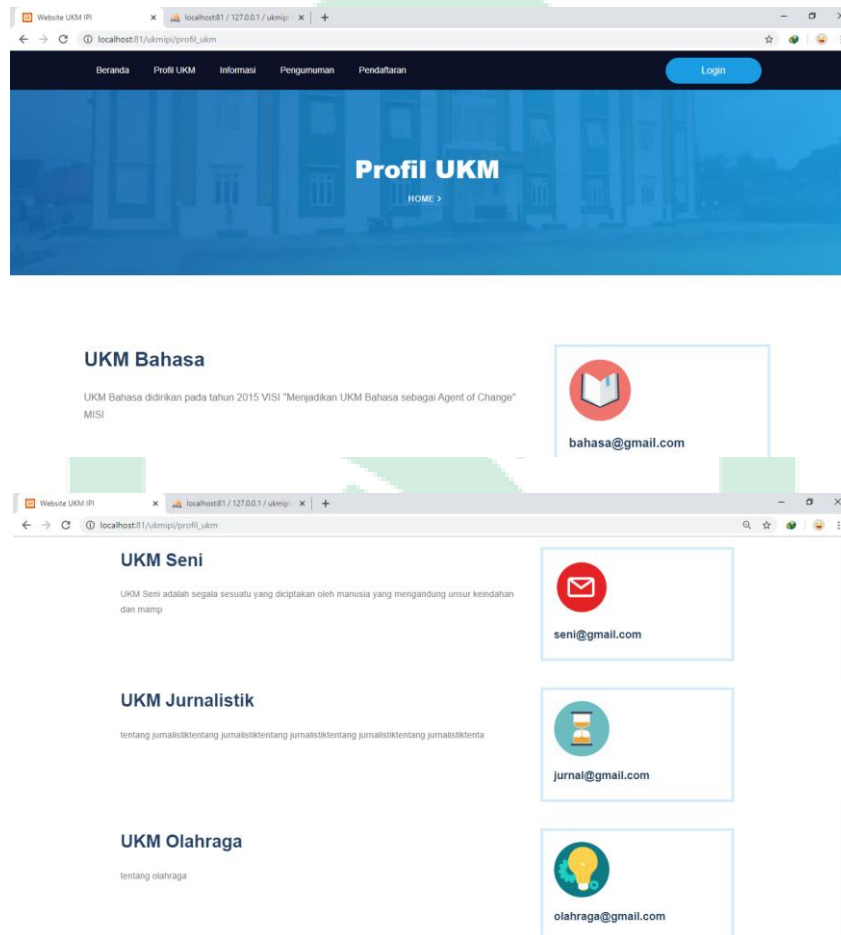 Website UKM IPI
localhost:81 / 127.0.0.1 / ukmipi
localhost:81/ukmipi/profil_ukm
Beranda Profil UKM Informasi Pengumuman Pendaftaran Login
Profil UKM
HOME >
UKM Bahasa
UKM Bahasa didirikan pada tahun 2015 VISI "Menjadikan UKM Bahasa sebagai Agent of Change"
MISI
bahasa@gmail.com
Website UKM IPI
localhost:81 / 127.0.0.1 / ukmipi
localhost:81/ukmipi/profil_ukm
UKM Seni
UKM Seni adalah segala sesuatu yang diciptakan oleh manusia yang mengandung unsur keindahan
dan mamp
seni@gmail.com
UKM Jurnalistik
tentang jurnalistiktentang jurnalistiktentang jurnalistiktentang jurnalistiktentang jurnalistiktenta
jurnal@gmail.com
UKM Olahraga
tentang olahraga
olahraga@gmail.com